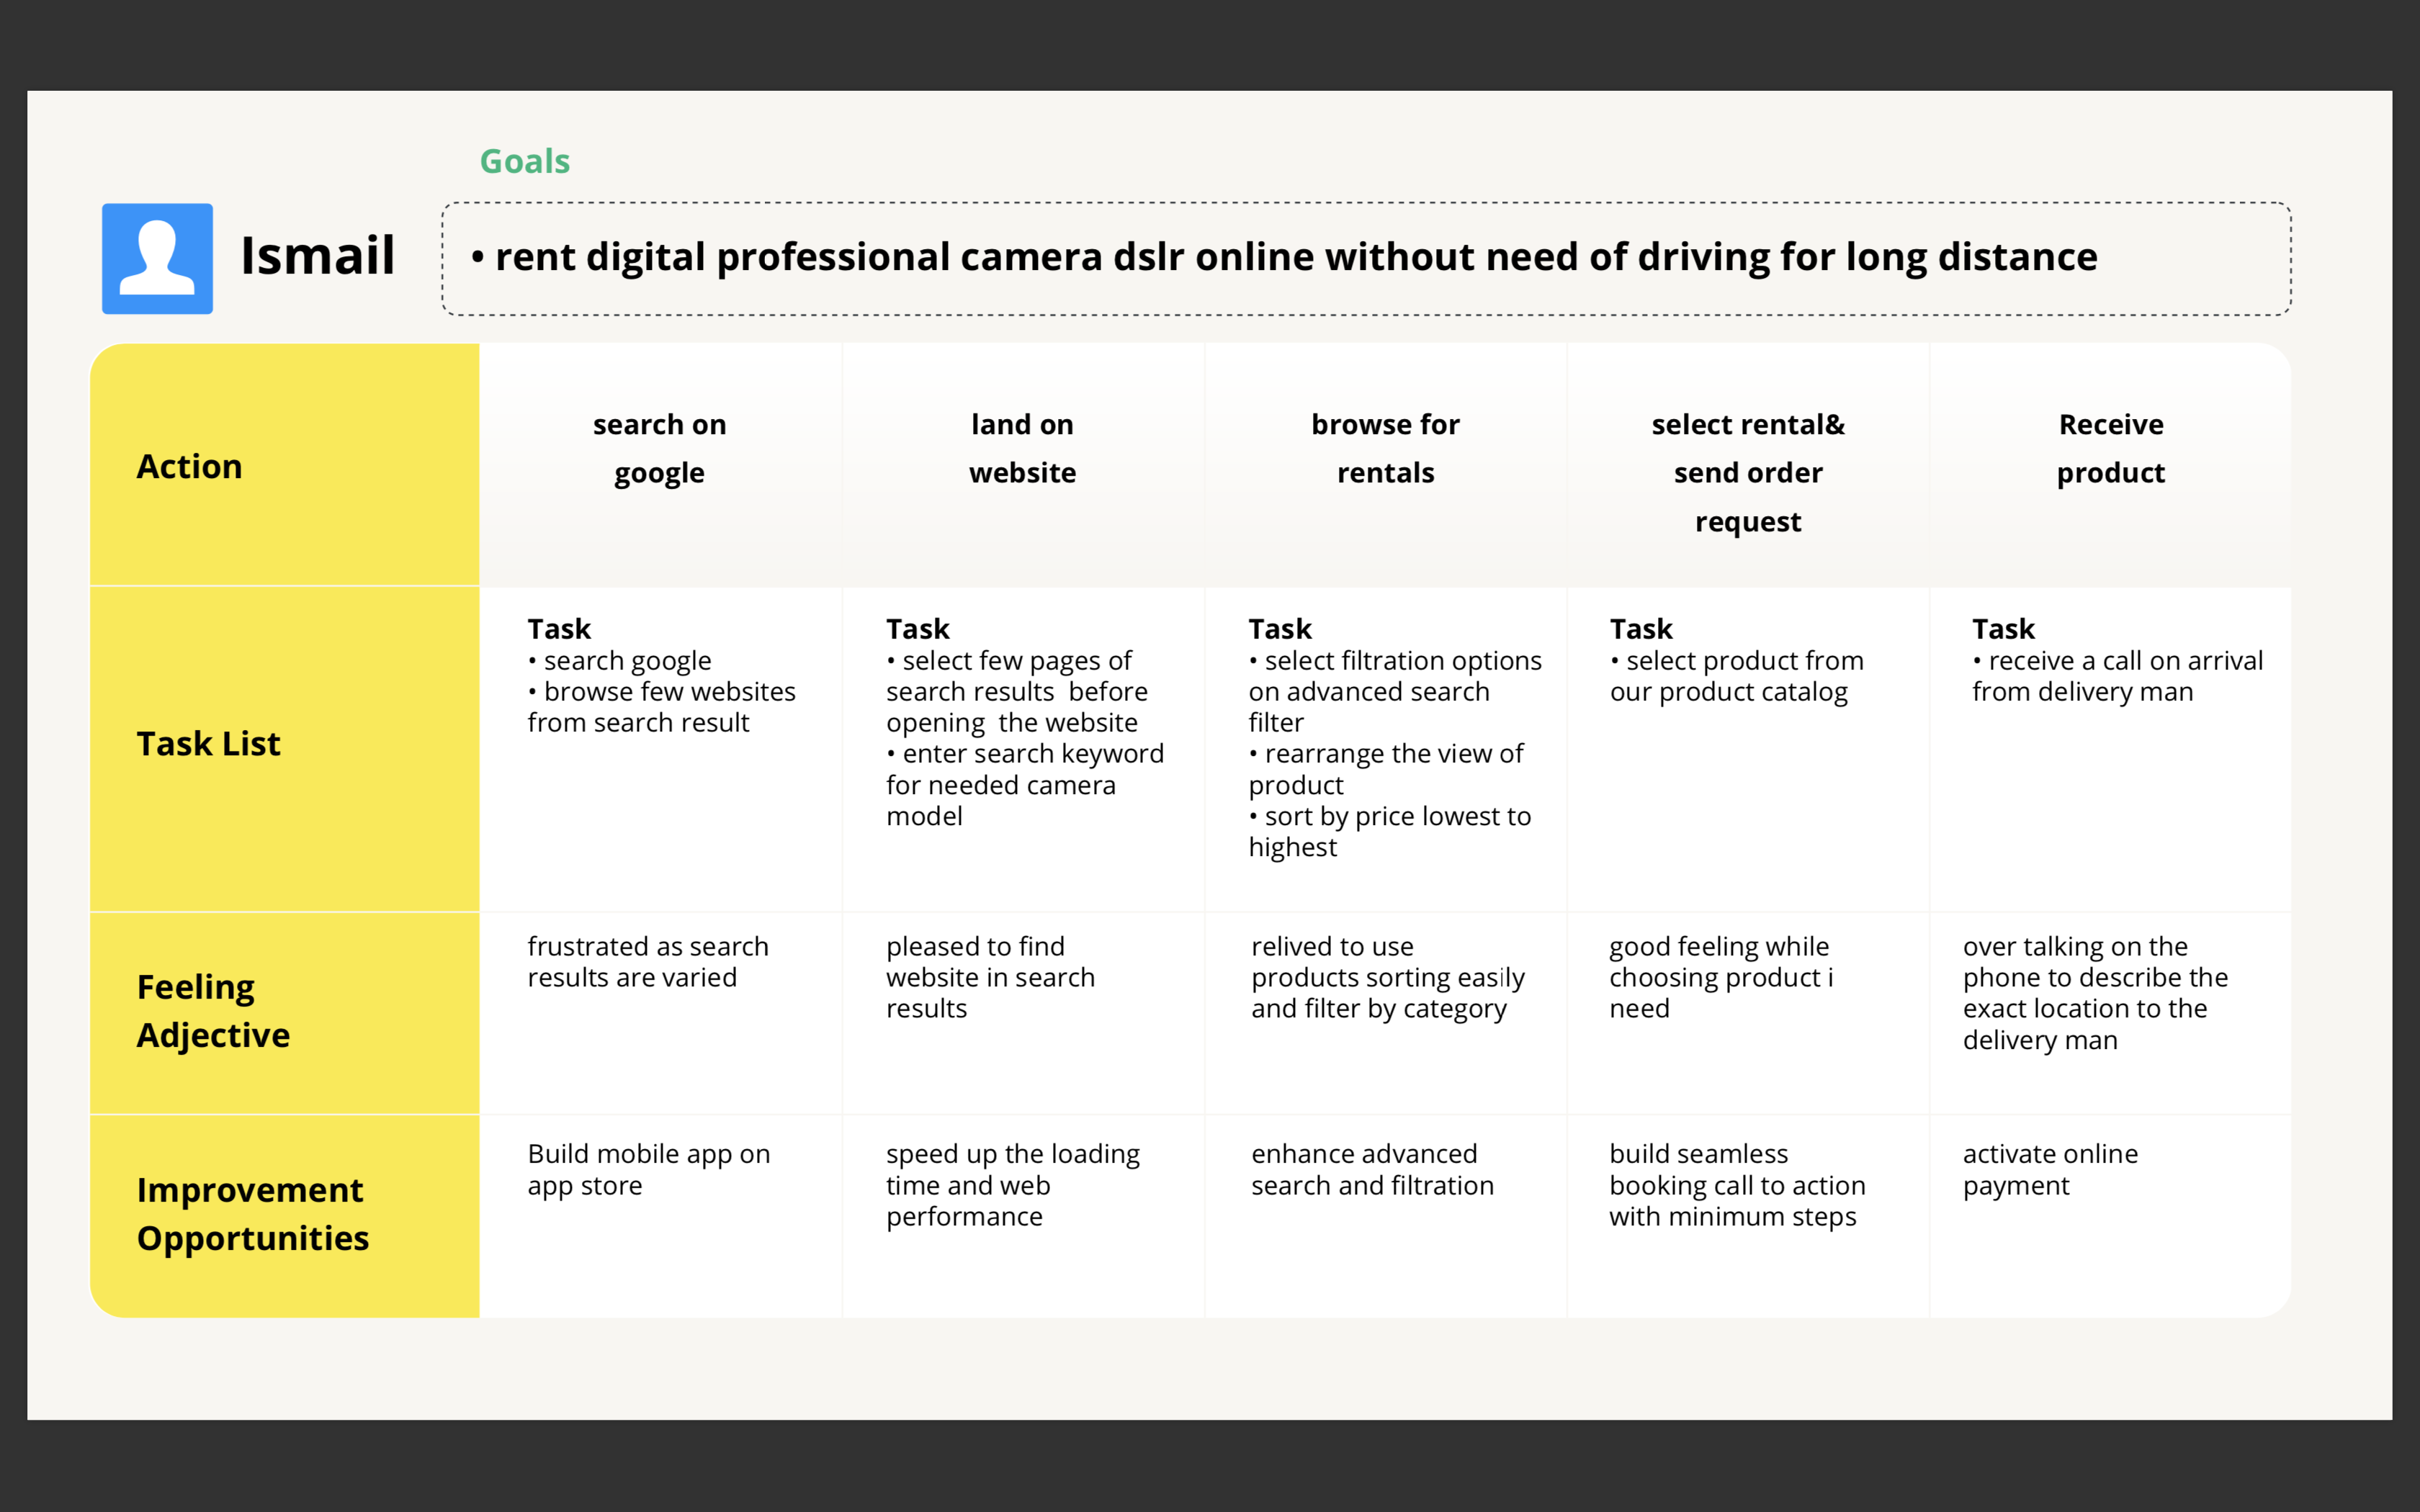 Goals
Ismail
• rent digital professional camera dslr online without need of driving for long distance
Action
search on
google
land on
website
browse for
rentals
select rental&
send order
request
Receive
product
Task List
Task
• search google
• browse few websites
from search result
Task
• select few pages of
search results  before
opening  the website
• enter search keyword
for needed camera
model
Task
• select filtration options
on advanced search
filter
• rearrange the view of
product
• sort by price lowest to
highest
Task
• select product from
our product catalog
Task
• receive a call on arrival
from delivery man
Feeling
Adjective
frustrated as search
results are varied
pleased to find
website in search
results
relived to use
products sorting easily
and filter by category
good feeling while
choosing product i
need
over talking on the
phone to describe the
exact location to the
delivery man
Improvement
Opportunities
Build mobile app on
app store
speed up the loading
time and web
performance
enhance advanced
search and filtration
build seamless
booking call to action
with minimum steps
activate online
payment